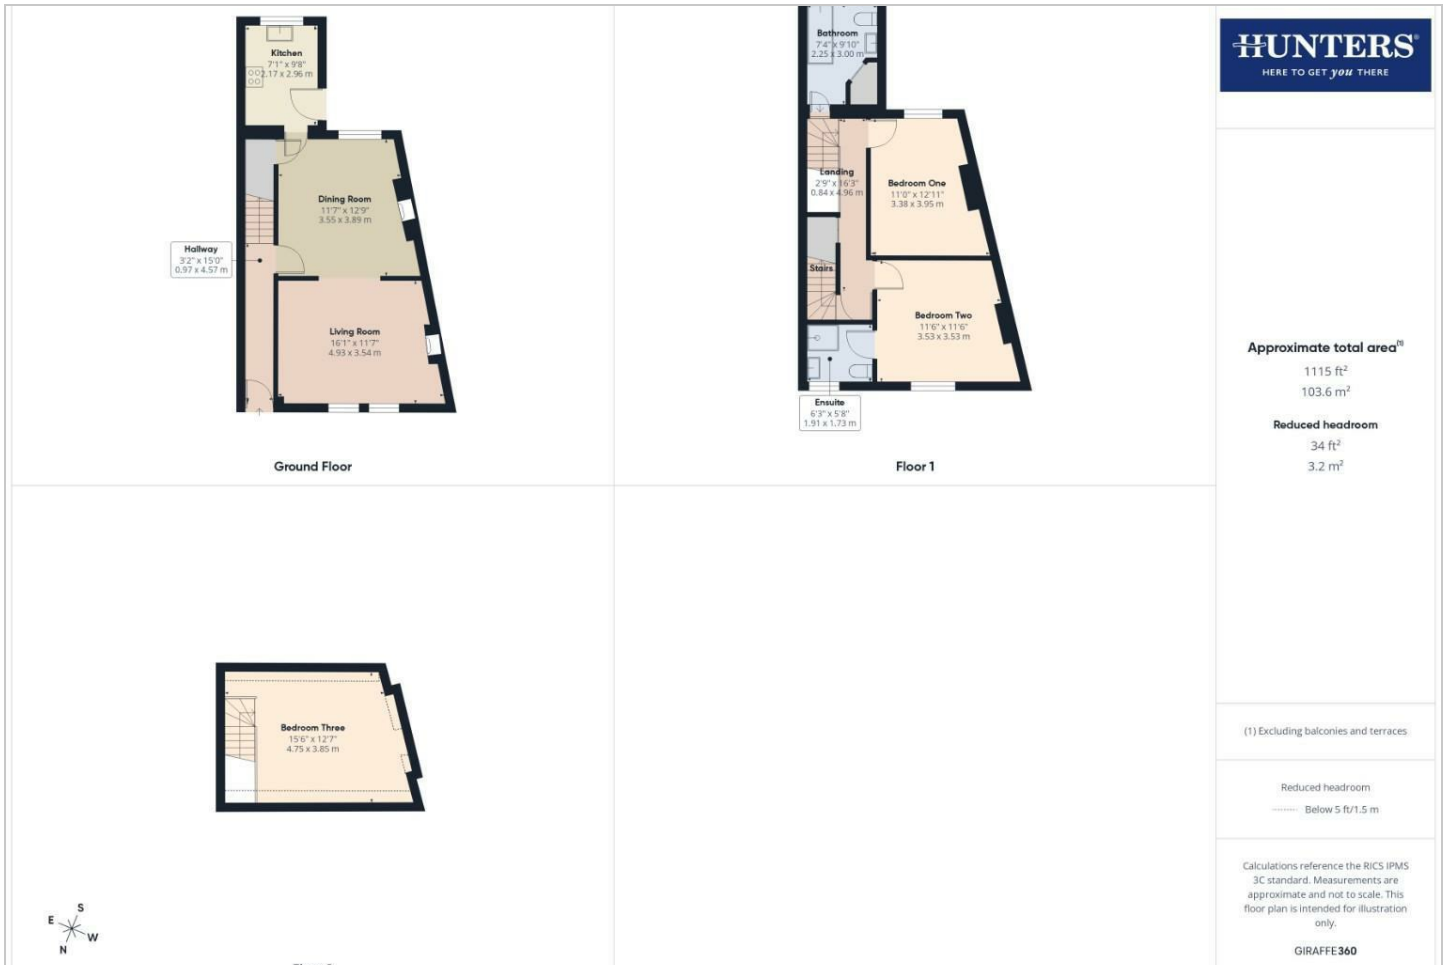 Kitchen
7'1" x 9'8"
2.17 x 2.96 m
Dining Room
11'7" x 12'9"
3.55 x 3.89 m
Hallway
3'2" x 15'0"
0.97 x 4.57 m
Living Room
16'1" x 11'7"
4.93 x 3.54 m
Ground Floor
Bathroom
7'4" x 9'10"
2.25 x 3.00 m
Landing
2'9" x 16'3"
0.84 x 4.96 m
Bedroom One
11'0" x 12'11"
3.38 x 3.95 m
Stairs
Bedroom Two
11'6" x 11'6"
3.53 x 3.53 m
Ensuite
6'3" x 5'8"
1.91 x 1.73 m
Floor 1
Bedroom Three
15'6" x 12'7"
4.75 x 3.85 m
S
E
W
N
HUNTERS®
HERE TO GET you THERE
Approximate total area(1)
1115 ft²
103.6 m²
Reduced headroom
34 ft²
3.2 m²
(1) Excluding balconies and terraces
Reduced headroom
Below 5 ft/1.5 m
Calculations reference the RICS IPMS
3C standard. Measurements are
approximate and not to scale. This
floor plan is intended for illustration
only.
GIRAFFE360